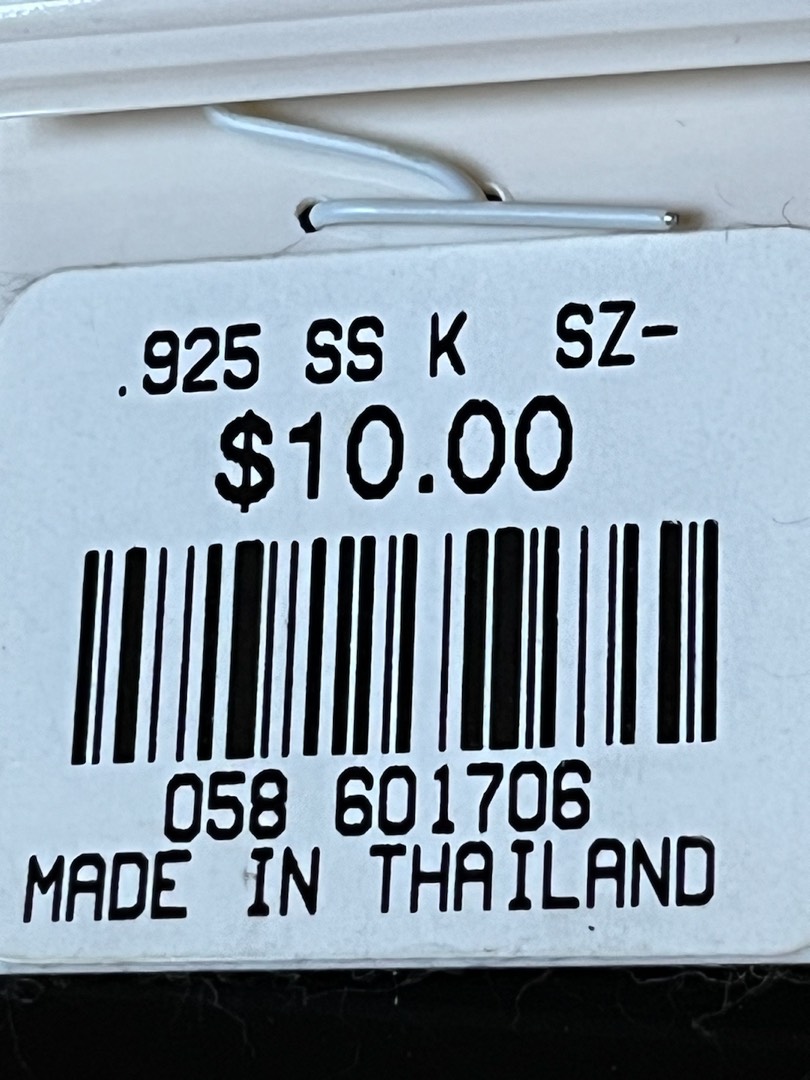 .925 SS K SZ-
$10.00
058 601706
MADE IN THAILAND